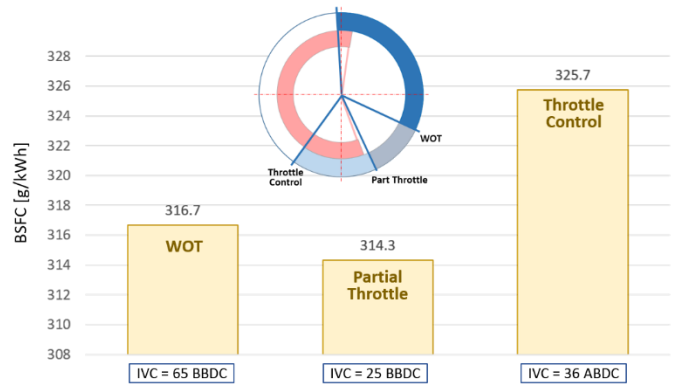 328
326
324
322
320
318
316
314
312
310
308
BSFC [g/kWh]
WOT
Part Throttle
Throttle
Control
316.7
WOT
314.3
Partial
Throttle
325.7
Throttle
Control
IVC = 65 BBDC
IVC = 25 BBDC
IVC = 36 ABDC